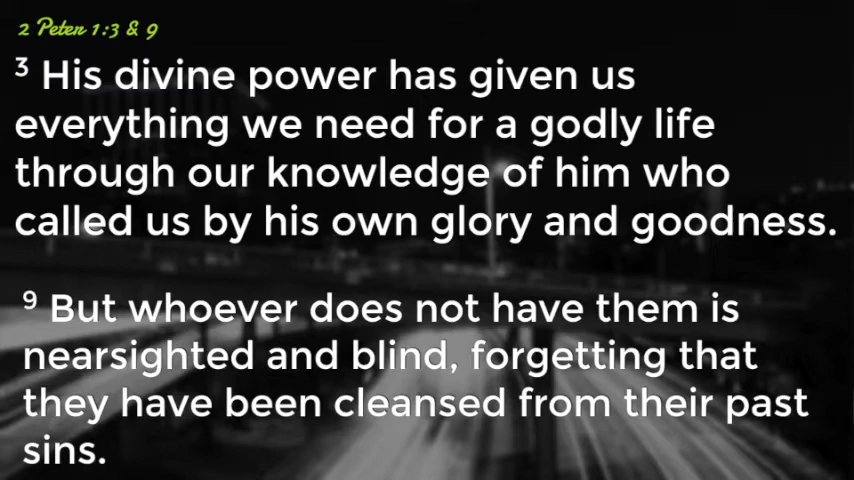 2 Peter 1:3 & 9
³ His divine power has given us
everything we need for a godly life
through our knowledge of him who
called us by his own glory and goodness.
⁹ But whoever does not have them is
nearsighted and blind, forgetting that
they have been cleansed from their past
sins.